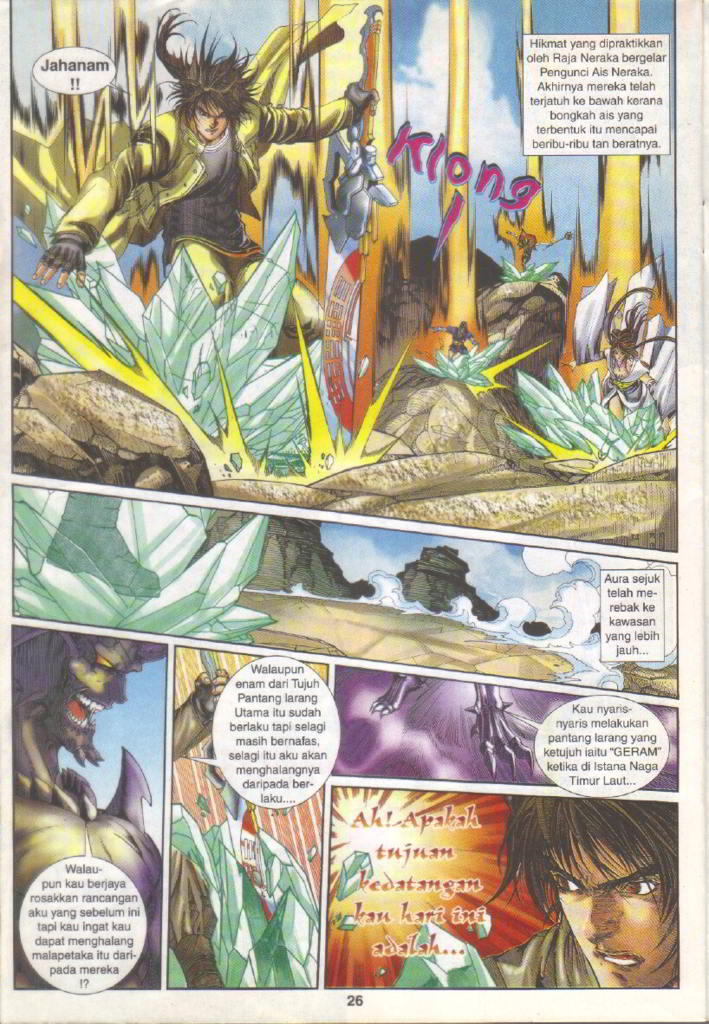 Jahanam
!!
Hikmat yang dipraktikkan
oleh Raja Neraka bergelar
Pengunci Ais Neraka.
Akhirnya mereka telah
terjatuh ke bawah kerana
bongkah ais yang
terbentuk itu mencapai
beribu-ribu tan beratnya.
Klong
!
Aura sejuk
telah me-
rebak ke
kawasan
yang lebih
jauh...
Walau-
pun kau berjaya
rosakkan rancangan
aku yang sebelum ini
tapi kau ingat kau
dapat menghalang
malapetaka itu dari-
pada mereka
!?
Walaupun
enam dari Tujuh
Pantang larang
Utama itu sudah
berlaku tapi selagi
masih bernafas,
selagi itu aku akan
menghalangnya
daripada ber-
laku....
Kau nyaris-
nyaris melakukan
pantang larang yang
ketujuh iaitu "GERAM"
ketika di Istana Naga
Timur Laut...
Ah! Apakah
tujuan
kedatangan
kau hari ini
adalah...
26